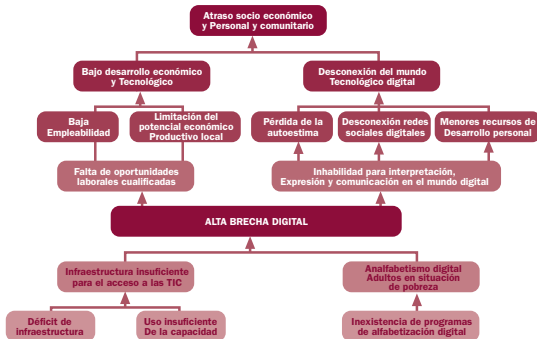 Atraso socio económico
y Personal y comunitario
Bajo desarrollo económico
y Tecnológico
Desconexión del mundo
Tecnológico digital
Baja
Empleabilidad
Limitación del
potencial económico
Productivo local
Pérdida de la
autoestima
Desconexión redes
sociales digitales
Menores recursos de
Desarrollo personal
Falta de oportunidades
laborales cualificadas
Inhabilidad para interpretación,
Expresión y comunicación en el mundo digital
ALTA BRECHA DIGITAL
Infraestructura insuficiente
para el acceso a las TIC
Analfabetismo digital
Adultos en situación
de pobreza
Déficit de
infraestructura
Uso insuficiente
De la capacidad
Inexistencia de programas
de alfabetización digital